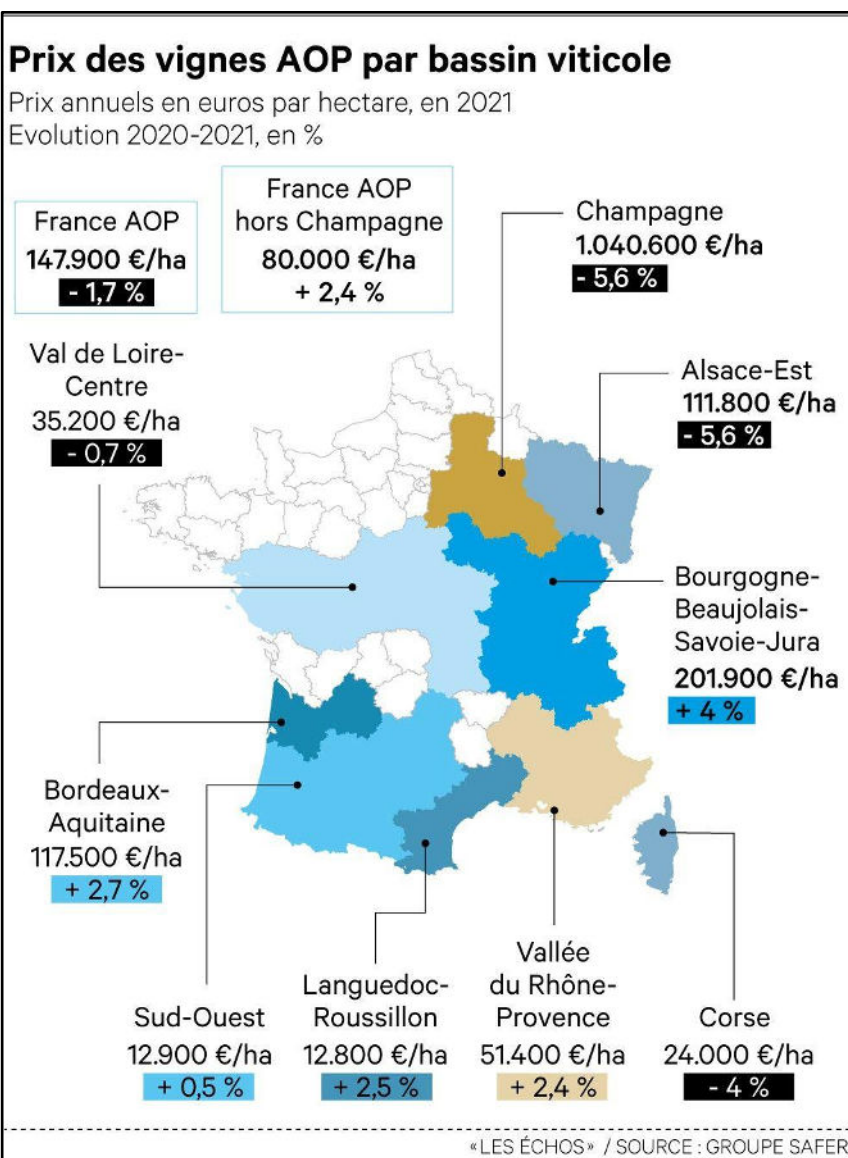 Prix des vignes AOP par bassin viticole
Prix annuels en euros par hectare, en 2021
Evolution 2020-2021, en %
France AOP
147.900 €/ha
- 1,7 %
France AOP
hors Champagne
80.000 €/ha
+ 2,4 %
Champagne
1.040.600 €/ha
- 5,6 %
Val de Loire-
Centre
35.200 €/ha
- 0,7 %
Alsace-Est
111.800 €/ha
- 5,6 %
Bourgogne-
Beaujolais-
Savoie-Jura
201.900 €/ha
+ 4 %
Bordeaux-
Aquitaine
117.500 €/ha
+ 2,7 %
Sud-Ouest
12.900 €/ha
+ 0,5 %
Languedoc-
Roussillon
12.800 €/ha
+ 2,5 %
Vallée
du Rhône-
Provence
51.400 €/ha
+ 2,4 %
Corse
24.000 €/ha
- 4 %
«LES ÉCHOS» / SOURCE : GROUPE SAFER